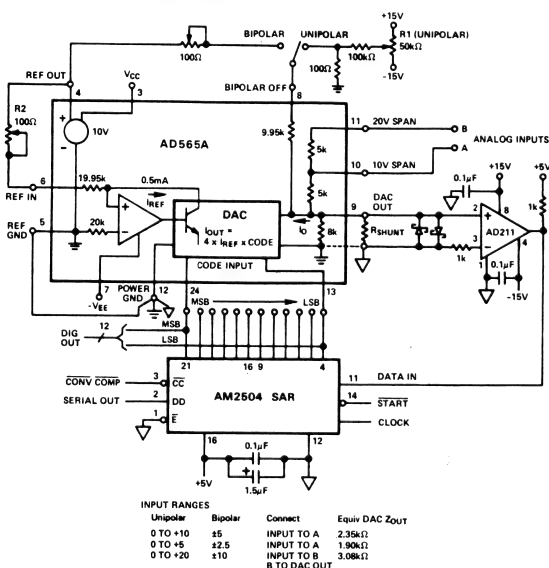 +15V
BIPOLAR
UNIPOLAR
R1 (UNIPOLAR)
50kΩ
100Ω
100kΩ
-15V
100Ω
REF OUT
VCC
4
3
BIPOLAR OFF
8
R2
100Ω
+
10V
-
AD565A
9.95k
11
20V SPAN
B
5k
ANALOG INPUTS
10
10V SPAN
A
5k
+15V
+5V
6
19.95k
0.5mA
IREF
REF IN
0.1µF
1k
DAC
DAC OUT
9
IO
2
8
REF GND
5
20k
IOUT =
4 x IREF x CODE
8k
RSHUNT
AD211
3
4
1k
1
0.1µF
CODE INPUT
-15V
7
-VEE
POWER GND
12
24
13
MSB
LSB
DIG OUT
12
MSB
LSB
21
16
9
4
CONV COMP
3
CC
11
DATA IN
SERIAL OUT
2
DD
AM2504 SAR
14
START
1
E
CLOCK
16
12
0.1µF
+5V
+
1.5µF
INPUT RANGES
Unipolar Bipolar Connect Equiv DAC ZOUT
0 TO +10 ±5 INPUT TO A 2.35kΩ
0 TO +5 ±2.5 INPUT TO A 1.90kΩ
0 TO +20 ±10 INPUT TO B 3.08kΩ
B TO DAC OUT